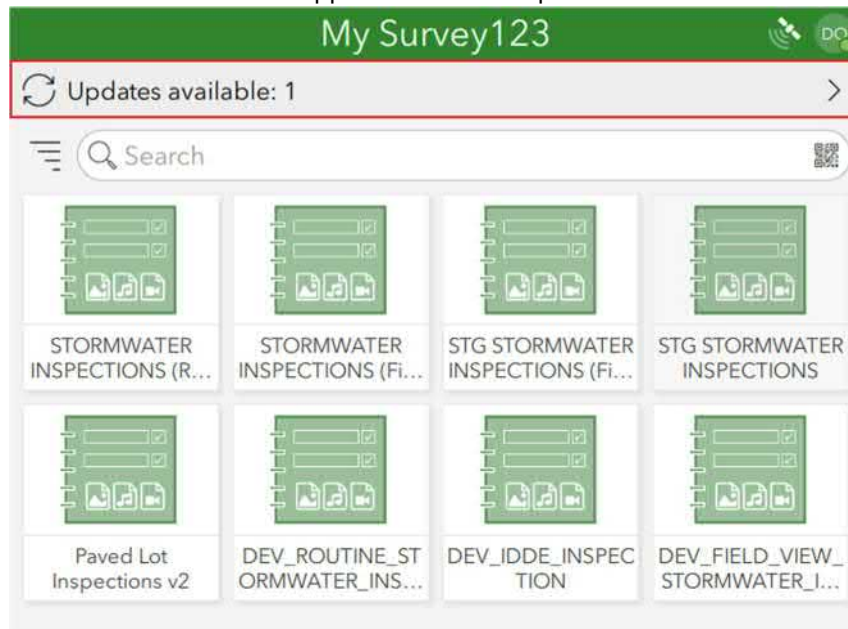 My Survey123
DO
Updates available: 1
Search
STORMWATER
INSPECTIONS (R...
STORMWATER
INSPECTIONS (Fi...
STG STORMWATER
INSPECTIONS (Fi...
STG STORMWATER
INSPECTIONS
Paved Lot
Inspections v2
DEV_ROUTINE_ST
ORMWATER_INS...
DEV_IDDE_INSPEC
TION
DEV_FIELD_VIEW_
STORMWATER_I...